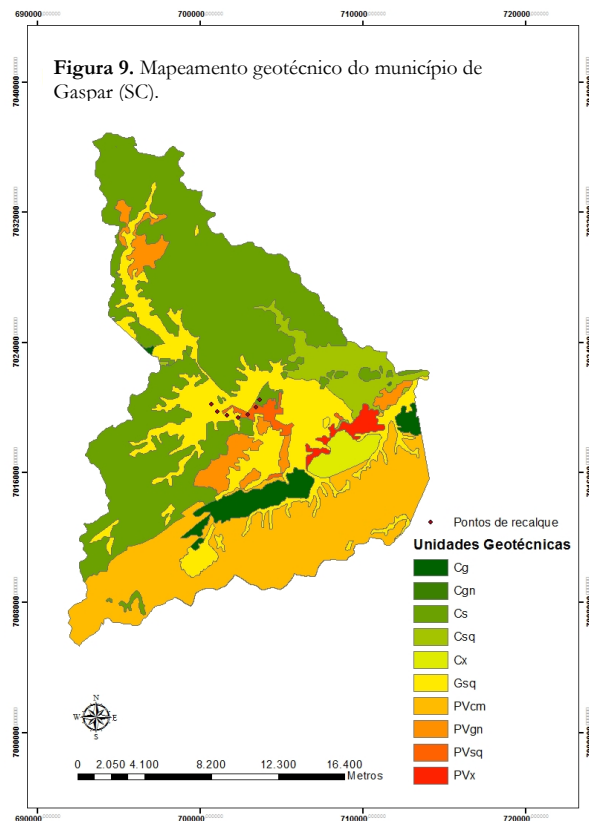 690000 700000 710000 720000
Figura 9. Mapeamento geotécnico do município de
Gaspar (SC).
7040000
7032000
7024000
7016000
7008000
7000000
Pontos de recalque
Unidades Geotécnicas
Cg
Cgn
Cs
Csq
Cx
Gsq
PVcm
PVgn
PVsq
PVx
N
W E
S
0 2.050 4.100 8.200 12.300 16.400
Metros
690000 700000 710000 720000